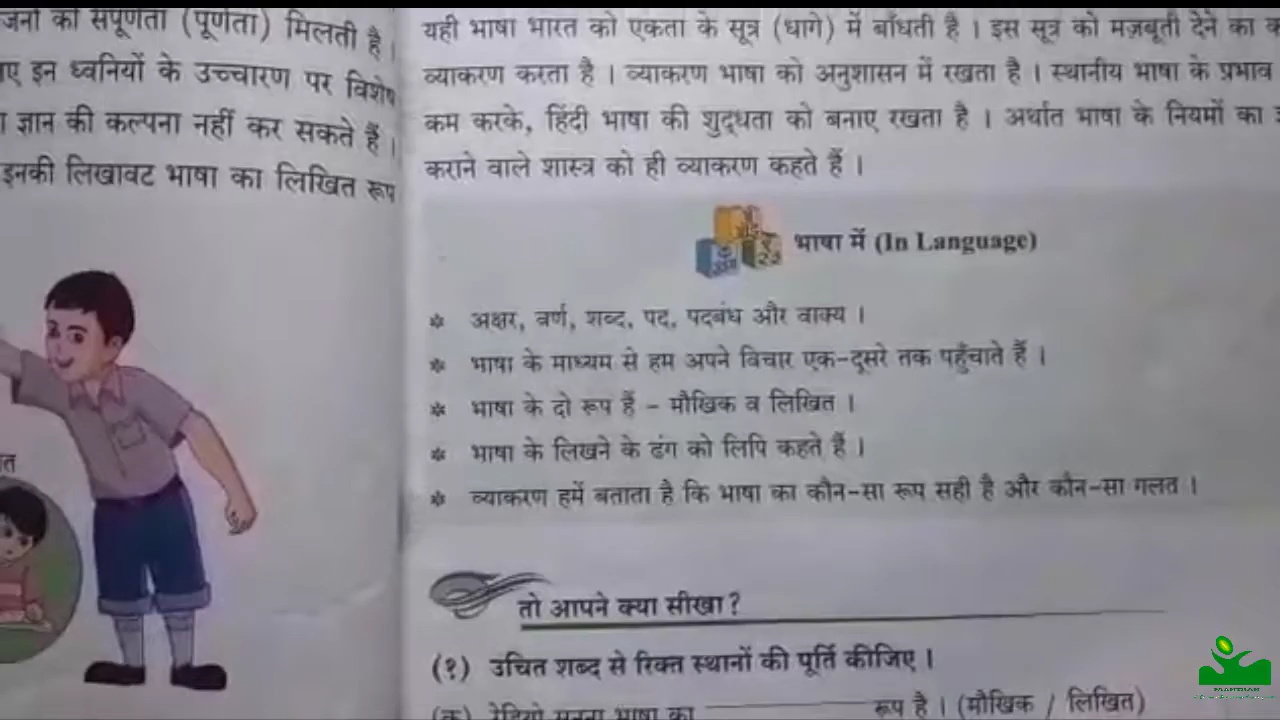 की संपूर्णता (पूर्णता) मिलती है।
इन ध्वनियों के उच्चारण पर विशेष
ज्ञान की कल्पना नहीं कर सकते हैं।
इनकी लिखावट भाषा का लिखित रूप
यही भाषा भारत को एकता के सूत्र (धागे) में बाँधती है। इस सूत्र को मज़बूती देने का
व्याकरण करता है। व्याकरण भाषा को अनुशासन में रखता है। स्थानीय भाषा के प्रभाव
कम करके, हिंदी भाषा की शुद्धता को बनाए रखता है। अर्थात भाषा के नियमों का
कराने वाले शास्त्र को ही व्याकरण कहते हैं।
भाषा में (In Language)
* अक्षर, वर्ण, शब्द, पद, पदबंध और वाक्य।
* भाषा के माध्यम से हम अपने विचार एक-दूसरे तक पहुँचाते हैं।
* भाषा के दो रूप हैं - मौखिक व लिखित।
* भाषा के लिखने के ढंग को लिपि कहते हैं।
* व्याकरण हमें बताता है कि भाषा का कौन-सा रूप सही है और कौन-सा गलत।
तो आपने क्या सीखा?
(१) उचित शब्द से रिक्त स्थानों की पूर्ति कीजिए।
(क) रेडियो सुनना भाषा का ________ रूप है। (मौखिक / लिखित)